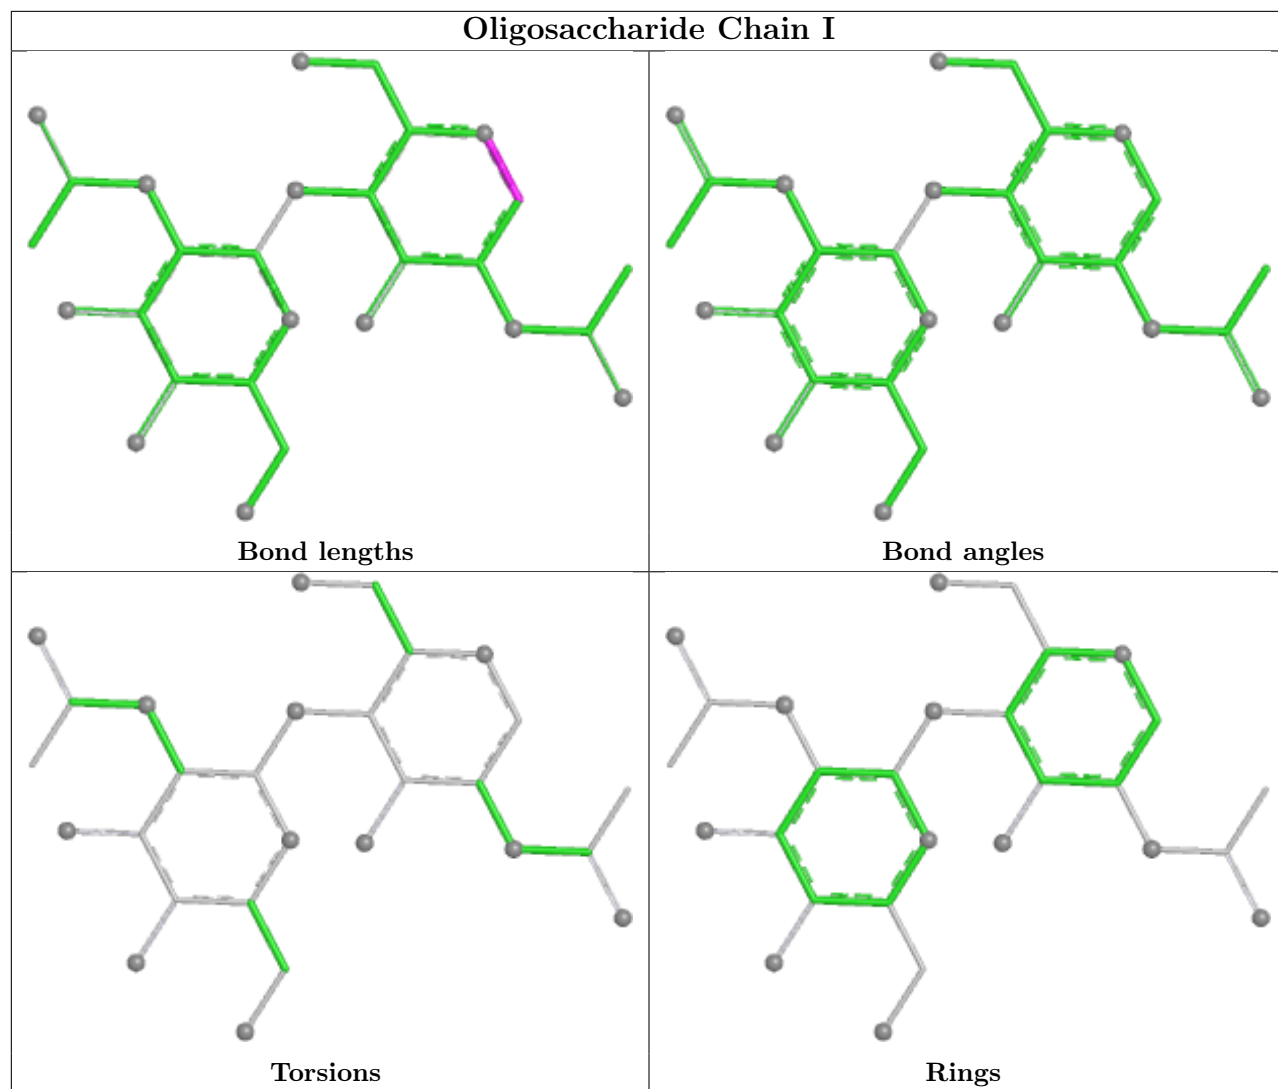 Oligosaccharide Chain I
Bond lengths
Bond angles
Torsions
Rings